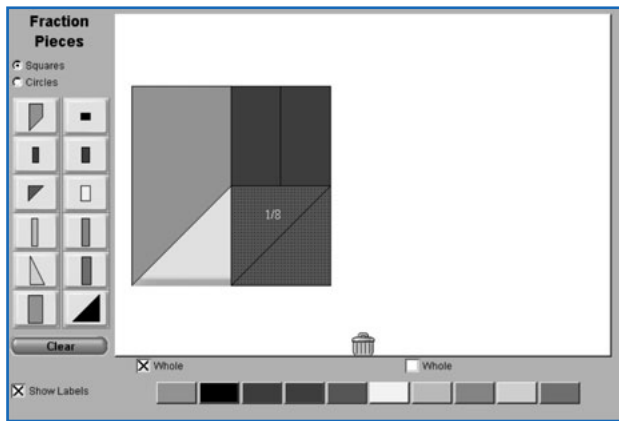 Fraction
Pieces
Squares
Circles
1/8
Clear
Whole
Whole
Show Labels